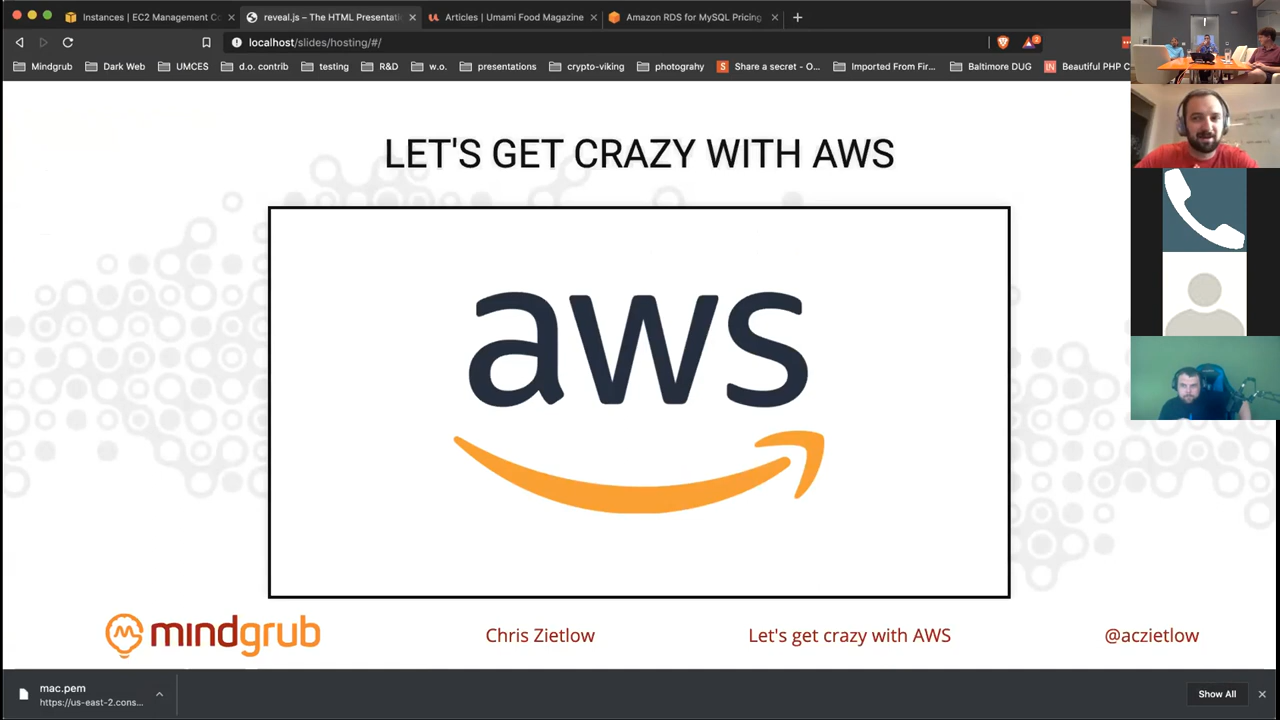 Instances | EC2 Management Co
reveal.js – The HTML Presentati
Articles | Umami Food Magazine
Amazon RDS for MySQL Pricing
localhost/slides/hosting/#/
2
Mindgrub
Dark Web
UMCES
d.o. contrib
testing
R&D
w.o.
presentations
crypto-viking
photograhy
S
Share a secret - O...
Imported From Fir...
Baltimore DUG
IN
Beautiful PHP C
LET'S GET CRAZY WITH AWS
aws
mindgrub
Chris Zietlow
Let's get crazy with AWS
@aczietlow
mac.pem
https://us-east-2.cons...
Show All